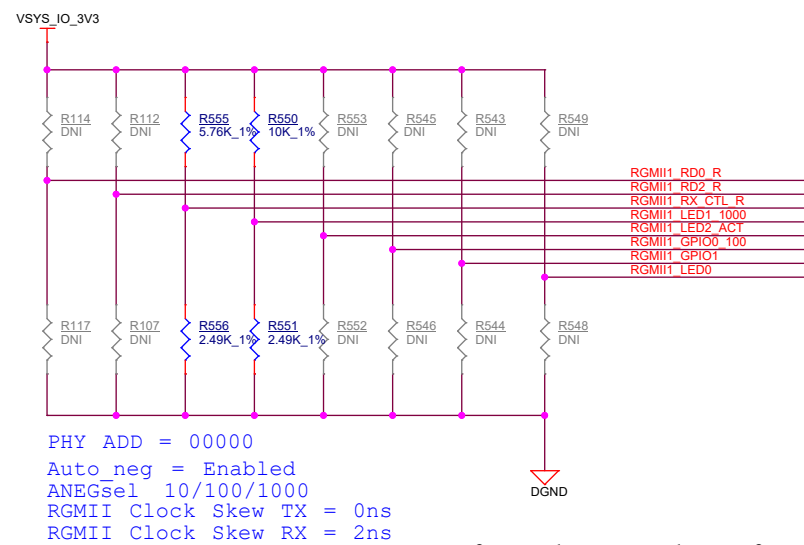 VSYS_IO_3V3
R114 R112 R555 R550 R553 R545 R543 R549
DNI DNI 5.76K_1% 10K_1% DNI DNI DNI DNI
RGMII1_RD0_R
RGMII1_RD2_R
RGMII1_RX_CTL_R
RGMII1_LED1_1000
RGMII1_LED2_ACT
RGMII1_GPIO0_100
RGMII1_GPIO1
RGMII1_LED0
R117 R107 R556 R551 R552 R546 R544 R548
DNI DNI 2.49K_1% 2.49K_1% DNI DNI DNI DNI
PHY ADD = 00000
Auto_neg = Enabled
ANEGsel 10/100/1000
RGMII Clock Skew TX = 0ns
RGMII Clock Skew RX = 2ns
DGND